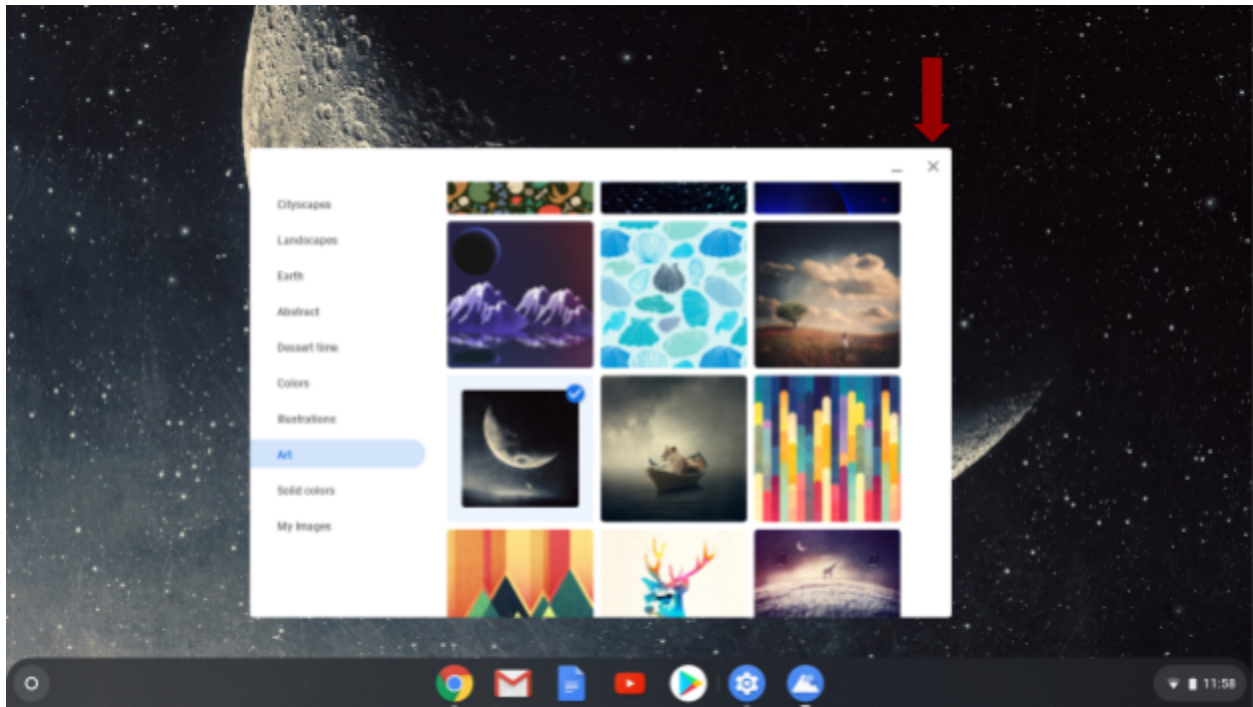 Cityscapes
Landscapes
Earth
Abstract
Dessert time
Colors
Illustrations
Art
Solid colors
My Images
11:58